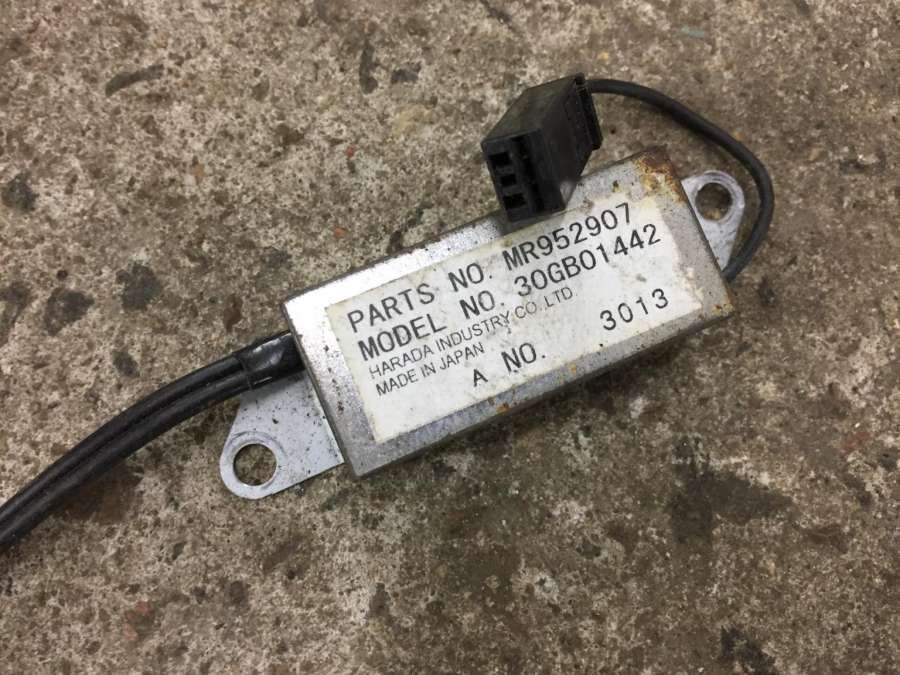 PARTS NO. MR952907
MODEL NO. 30GB01442
HARADA INDUSTRY CO.,LTD.
MADE IN JAPAN
A NO. 3013